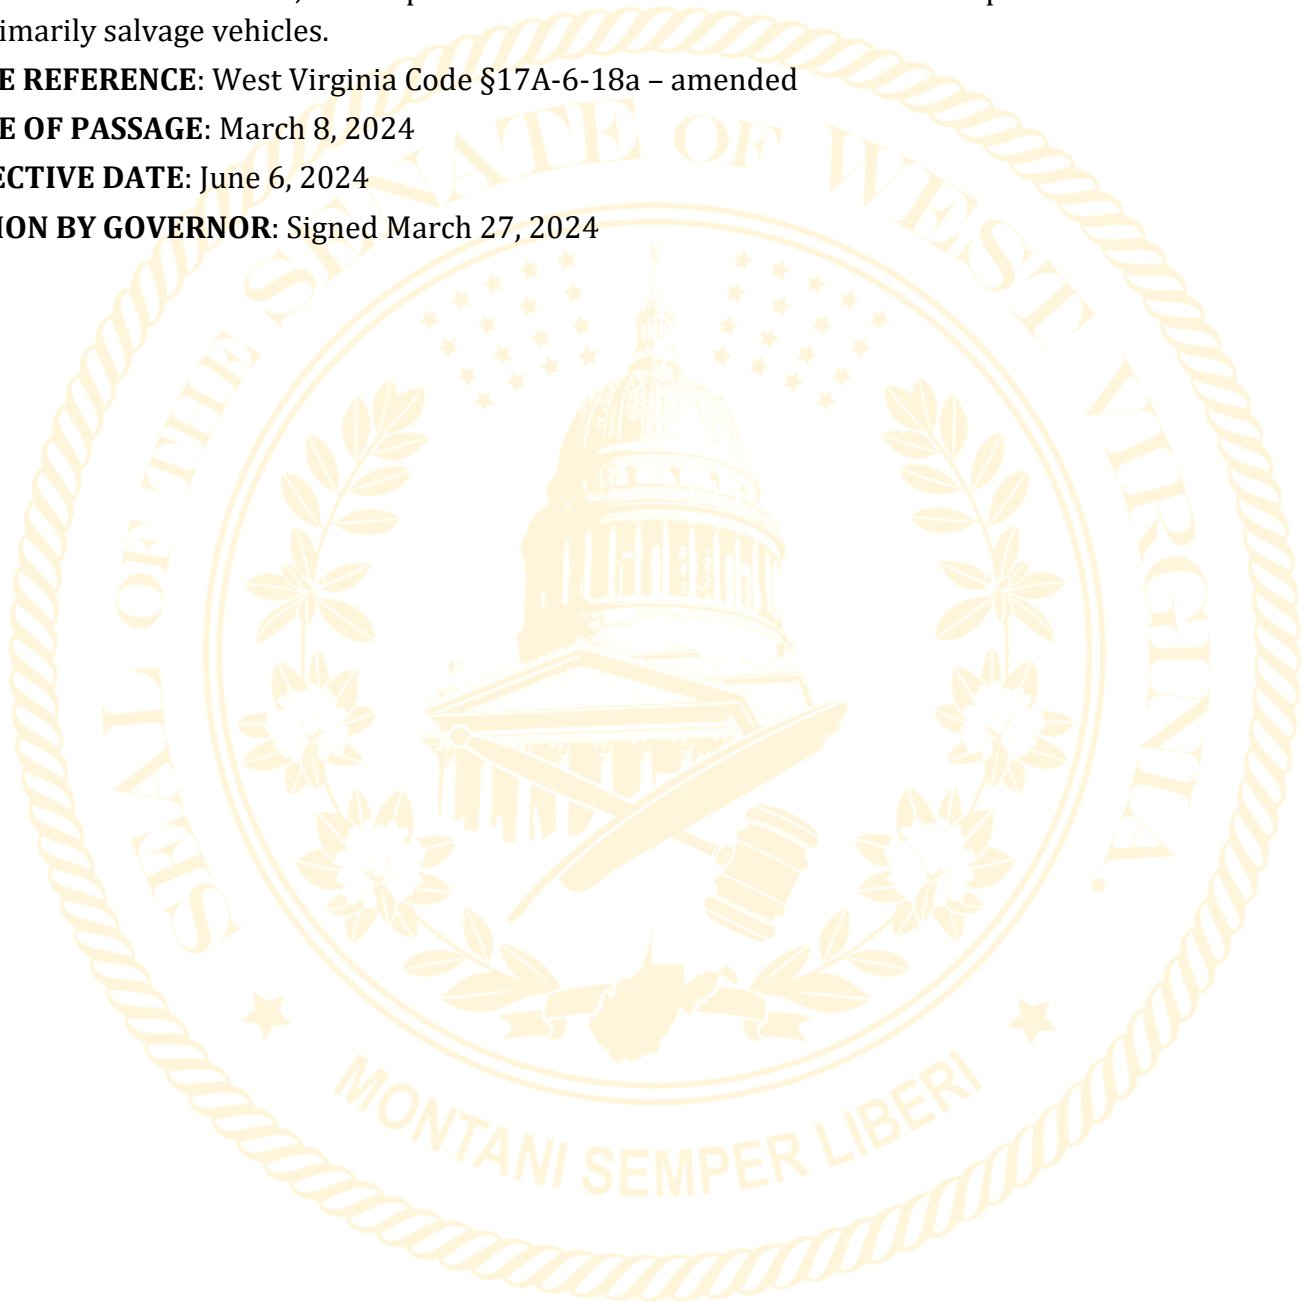 imarily salvage vehicles.
E REFERENCE: West Virginia Code §17A-6-18a – amended
E OF PASSAGE: March 8, 2024
ECTIVE DATE: June 6, 2024
ION BY GOVERNOR: Signed March 27, 2024
SEAL OF THE SENATE OF WEST VIRGINIA
MONTANI SEMPER LIBERI